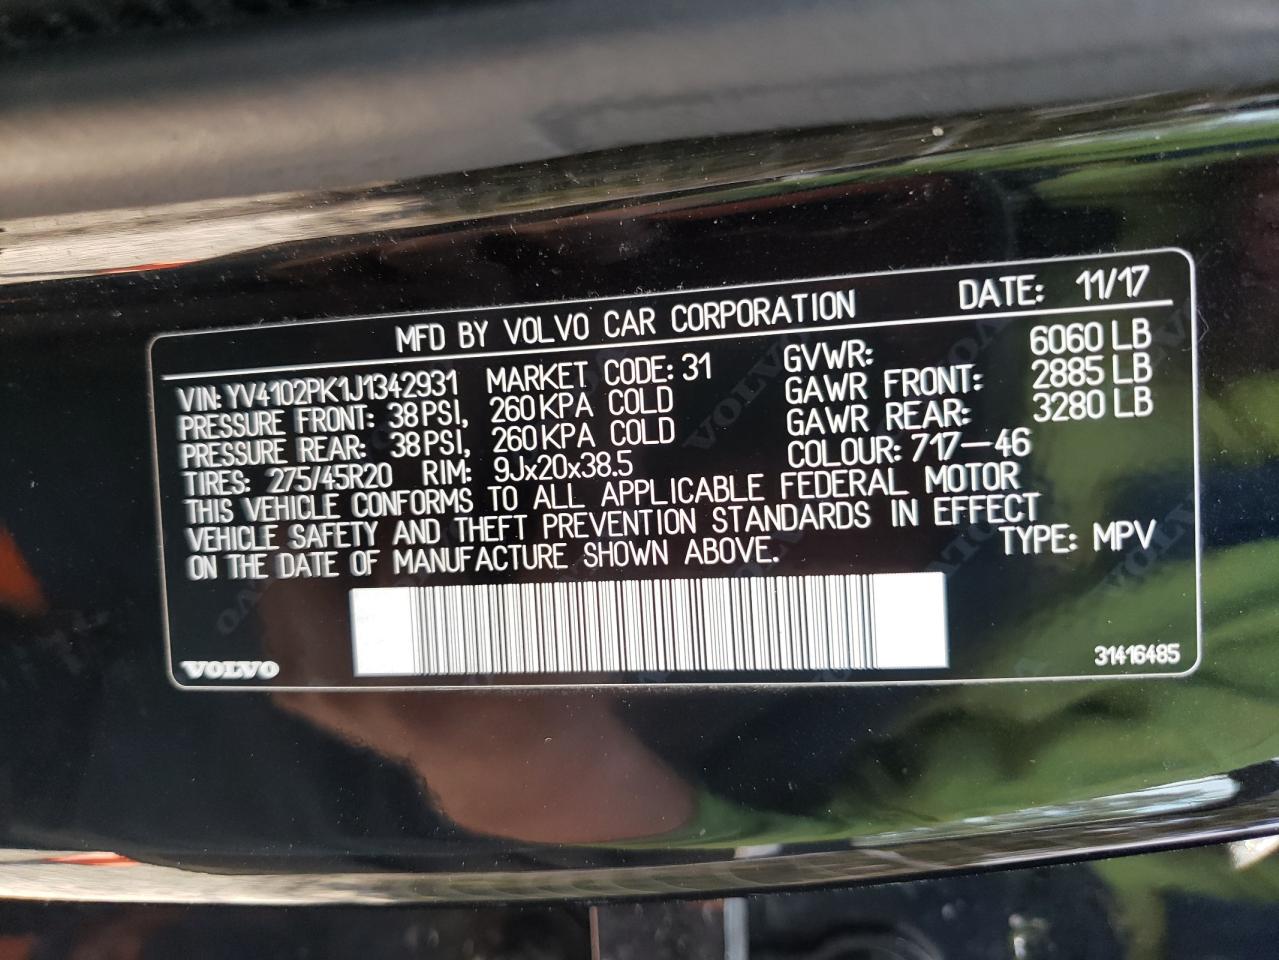 MFD BY VOLVO CAR CORPORATION DATE: 11/17
VIN: YV4102PK1J1342931 MARKET CODE: 31 GVWR: 6060 LB
PRESSURE FRONT: 38 PSI, 260 KPA COLD GAWR FRONT: 2885 LB
PRESSURE REAR: 38 PSI, 260 KPA COLD GAWR REAR: 3280 LB
TIRES: 275/45R20 RIM: 9Jx20x38.5 COLOUR: 717-46
THIS VEHICLE CONFORMS TO ALL APPLICABLE FEDERAL MOTOR
VEHICLE SAFETY AND THEFT PREVENTION STANDARDS IN EFFECT
ON THE DATE OF MANUFACTURE SHOWN ABOVE. TYPE: MPV
VOLVO 31416485